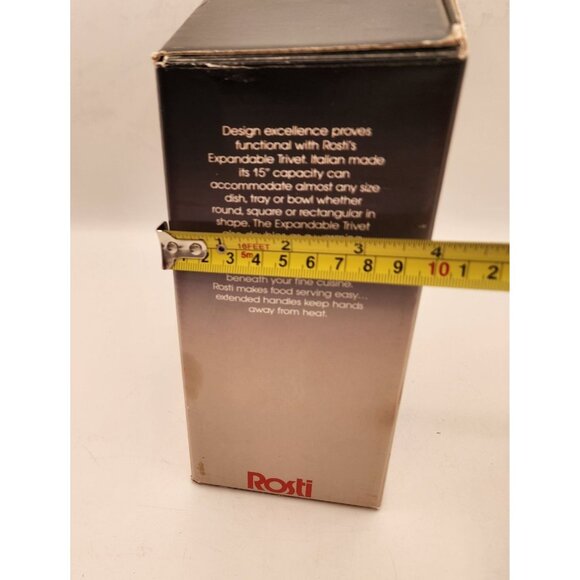 Design excellence proves
functional with Rosti's
Expandable Trivet. Italian made
its 15" capacity can
accommodate almost any size
dish, tray or bowl whether
round, square or rectangular in
shape. The Expandable Trivet
1 16FEET 2 3 4
2 3 4 5m 5 6 7 8 9 10 1 2
beneath your fine cuisine.
Rosti makes food serving easy...
extended handles keep hands
away from heat.
Rosti